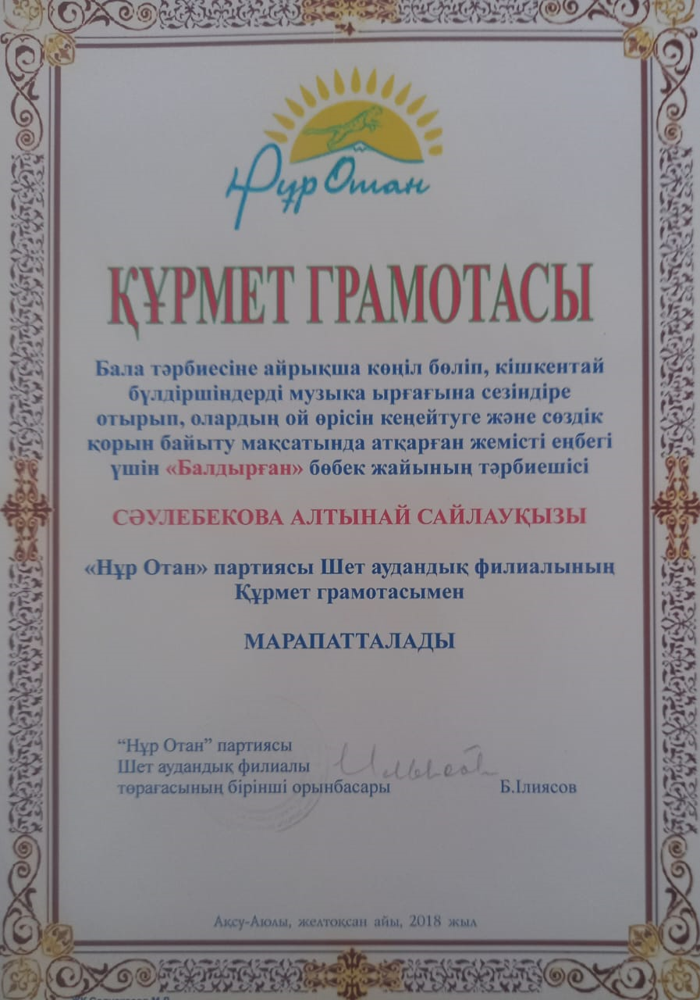 Нұр Отан
ҚҰРМЕТ ГРАМОТАСЫ
Бала тәрбиесіне айрықша көңіл бөліп, кішкентай
бүлдіршіндерді музыка ырғағына сезіндіре
отырып, олардың ой өрісін кеңейтуге және сөздік
қорын байыту мақсатында атқарған жемісті еңбегі
үшін «Балдырған» бөбек жайының тәрбиешісі
СӘУЛЕБЕКОВА АЛТЫНАЙ САЙЛАУҚЫЗЫ
«Нұр Отан» партиясы Шет аудандық филиалының
Құрмет грамотасымен
МАРАПАТТАЛАДЫ
“Нұр Отан” партиясы
Шет аудандық филиалы
төрағасының бірінші орынбасары Б.Ілиясов
Ақсу-Аюлы, желтоқсан айы, 2018 жыл